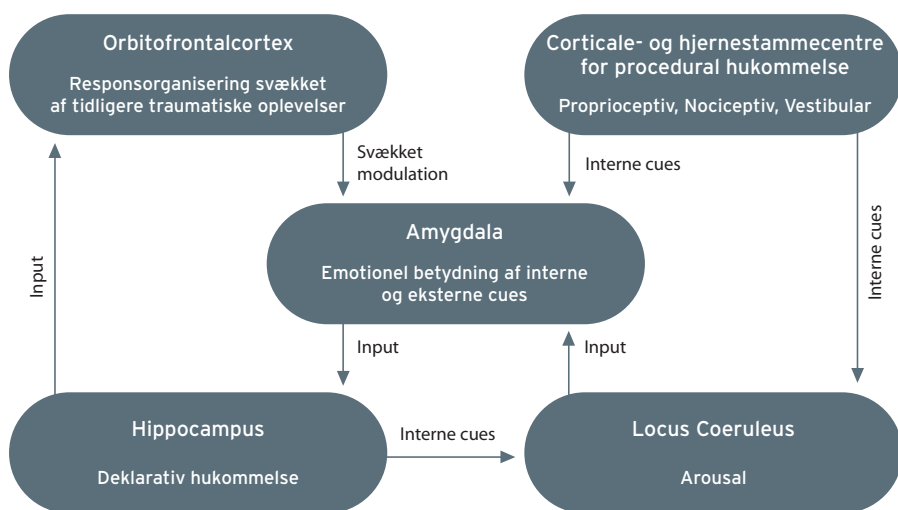 Orbitofrontalcortex
Responsorganisering svækket
af tidligere traumatiske oplevelser
Corticale- og hjernestammecentre
for procedural hukommelse
Proprioceptiv, Nociceptiv, Vestibular
Svækket
modulation
Interne cues
Input
Interne cues
Amygdala
Emotionel betydning af interne
og eksterne cues
Input
Input
Hippocampus
Deklarativ hukommelse
Interne cues
Locus Coeruleus
Arousal